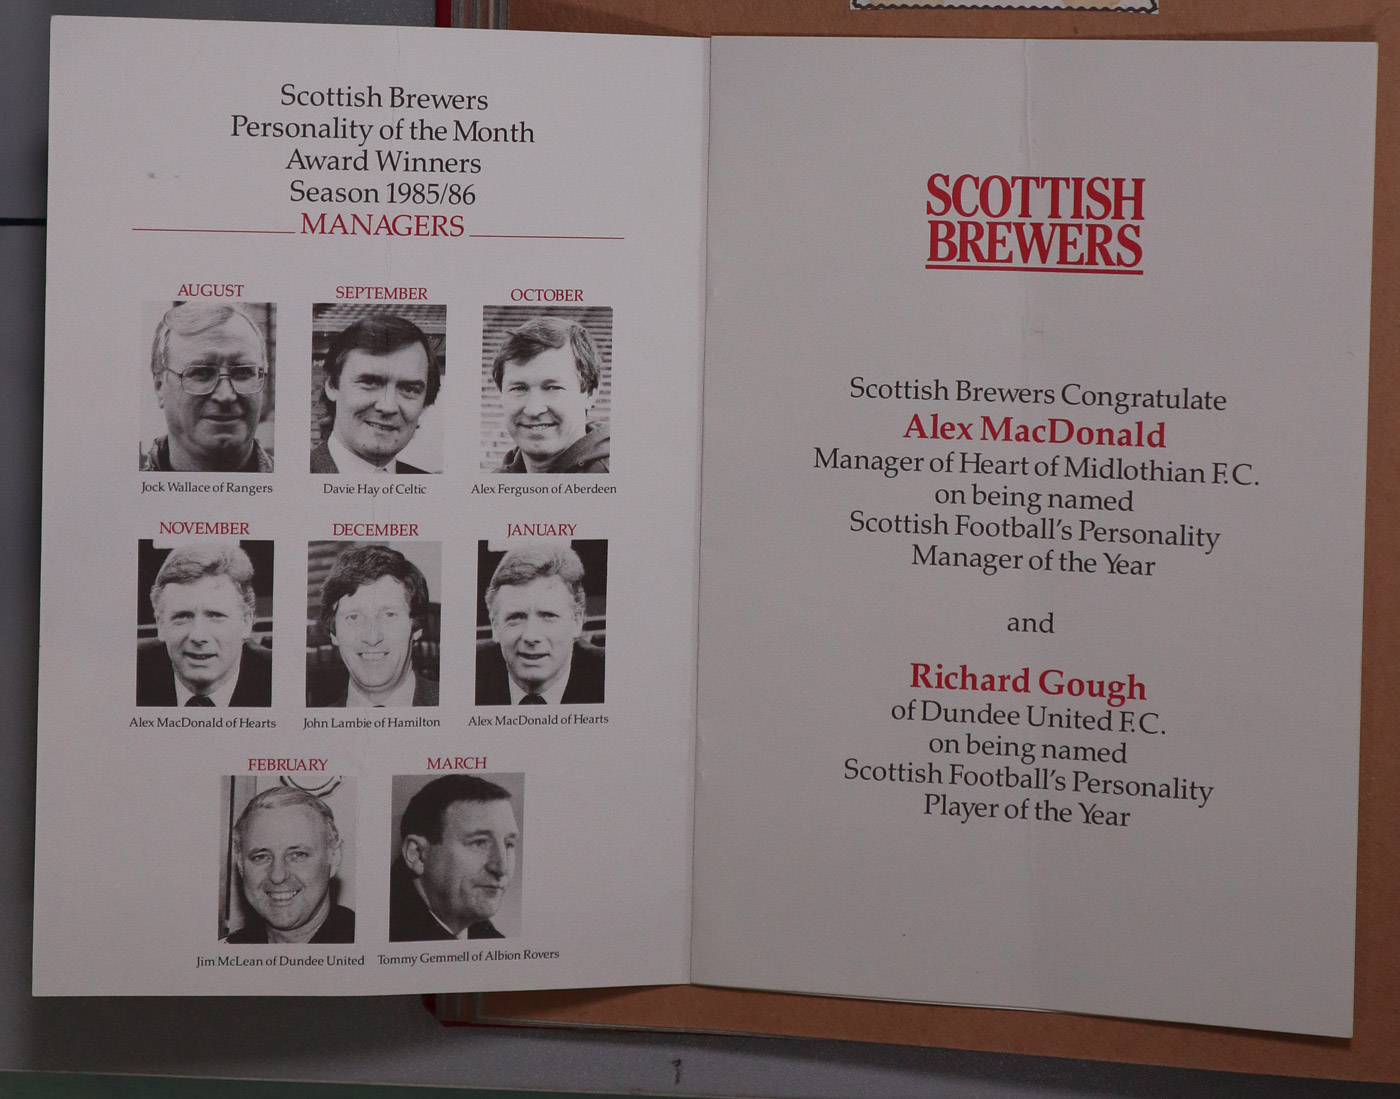 Scottish Brewers
Personality of the Month
Award Winners
Season 1985/86
MANAGERS
AUGUST
SEPTEMBER
OCTOBER
Jock Wallace of Rangers
Davie Hay of Celtic
Alex Ferguson of Aberdeen
NOVEMBER
DECEMBER
JANUARY
Alex MacDonald of Hearts
John Lambie of Hamilton
Alex MacDonald of Hearts
FEBRUARY
MARCH
Jim McLean of Dundee United
Tommy Gemmell of Albion Rovers
SCOTTISH
BREWERS
Scottish Brewers Congratulate
Alex MacDonald
Manager of Heart of Midlothian F.C.
on being named
Scottish Football's Personality
Manager of the Year
and
Richard Gough
of Dundee United F.C.
on being named
Scottish Football's Personality
Player of the Year